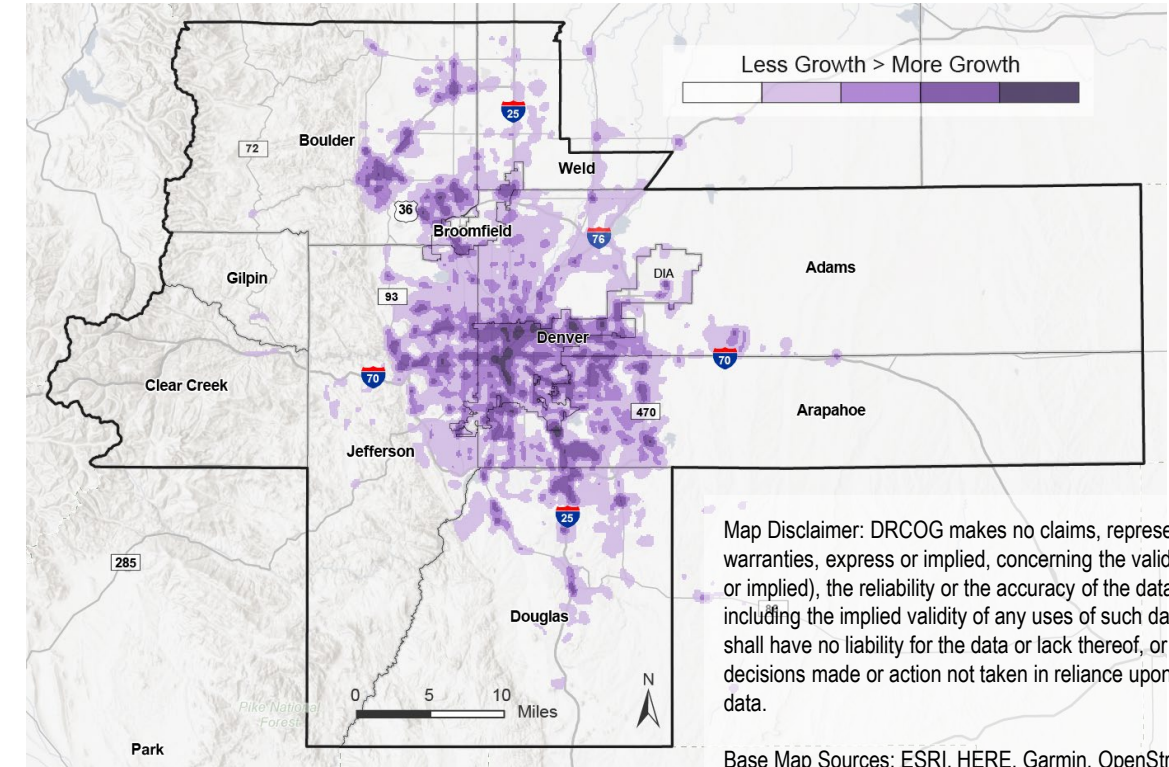 Less Growth > More Growth
25
Boulder
72
Weld
36
Broomfield
76
DIA
Adams
Gilpin
93
Denver
70
70
Clear Creek
470
Arapahoe
Jefferson
25
Map Disclaimer: DRCOG makes no claims, represe
warranties, express or implied, concerning the valid
or implied), the reliability or the accuracy of the data
including the implied validity of any uses of such da
shall have no liability for the data or lack thereof, or
decisions made or action not taken in reliance upon
data.
285
Douglas
0 5 10
Miles
N
Pike National
Forest
Park
Base Map Sources: ESRI, HERE, Garmin, OpenStr